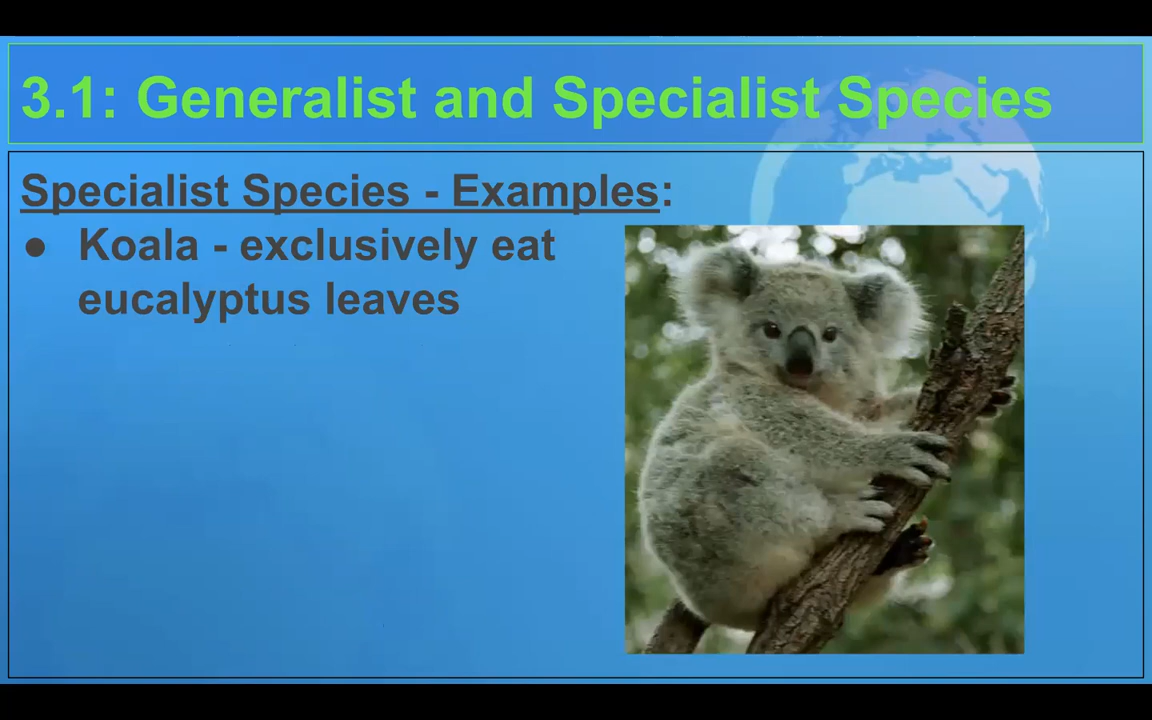 3.1: Generalist and Specialist Species
Specialist Species - Examples:
● Koala - exclusively eat
eucalyptus leaves